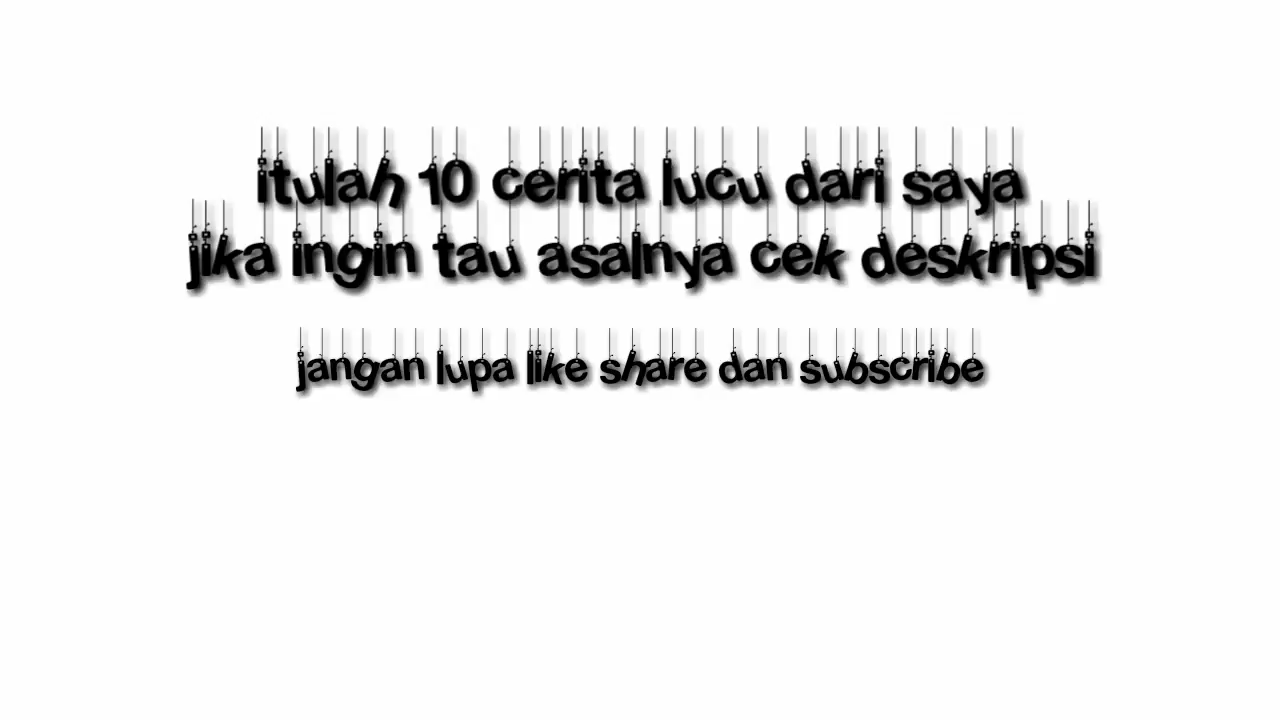 itulah 10 cerita lucu dari saya
jika ingin tau asalnya cek deskripsi
jangan lupa like share dan subscribe